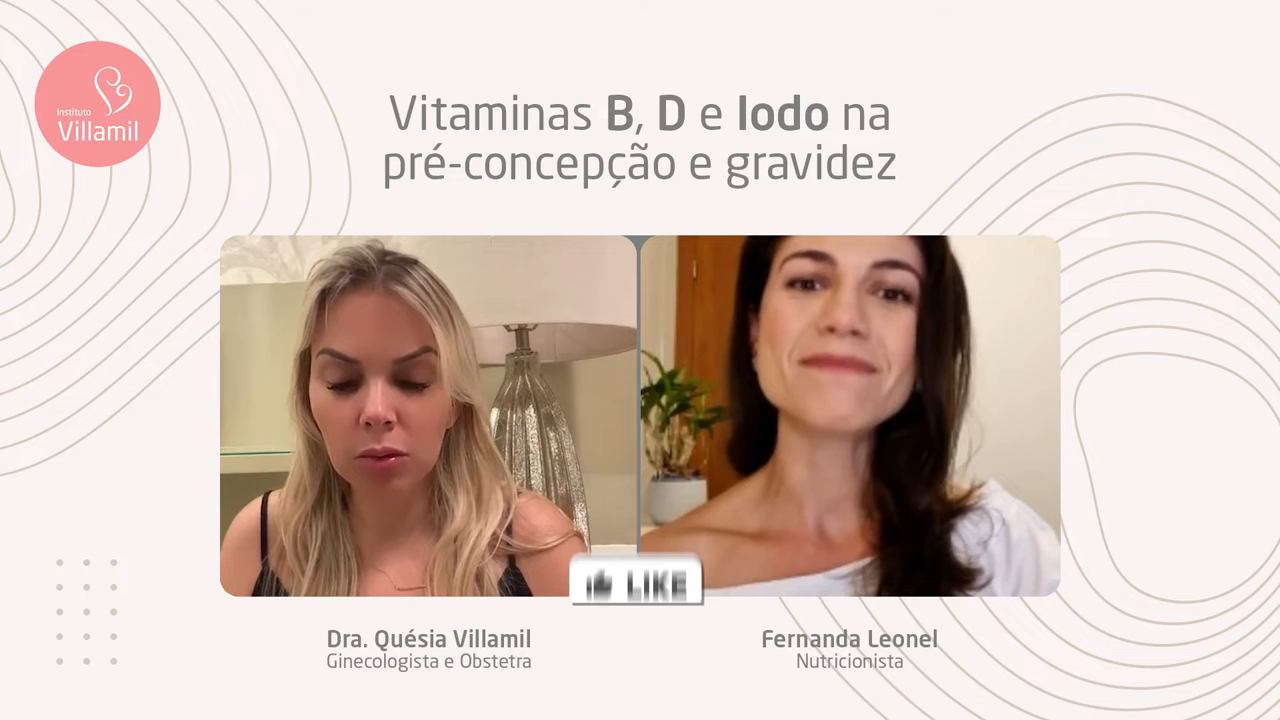 Instituto
Villamil
Vitaminas B, D e Iodo na
pré-concepção e gravidez
LIKE
Dra. Quésia Villamil
Ginecologista e Obstetra
Fernanda Leonel
Nutricionista